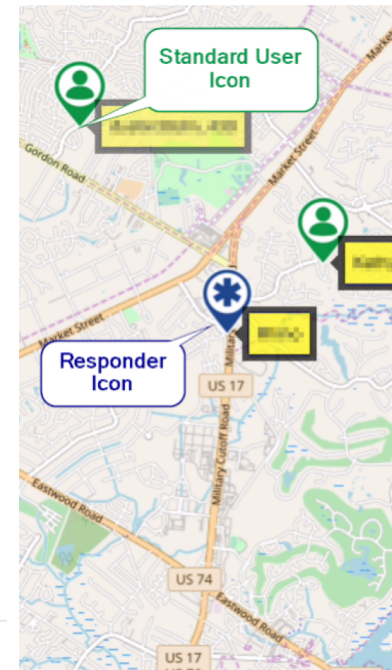 Standard User
Icon
Market
Gordon Road
Market Street
Market Street
Responder
Icon
US 17
Military Cutoff Road
Eastwood Road
US 74
Eastwood Road
US 17